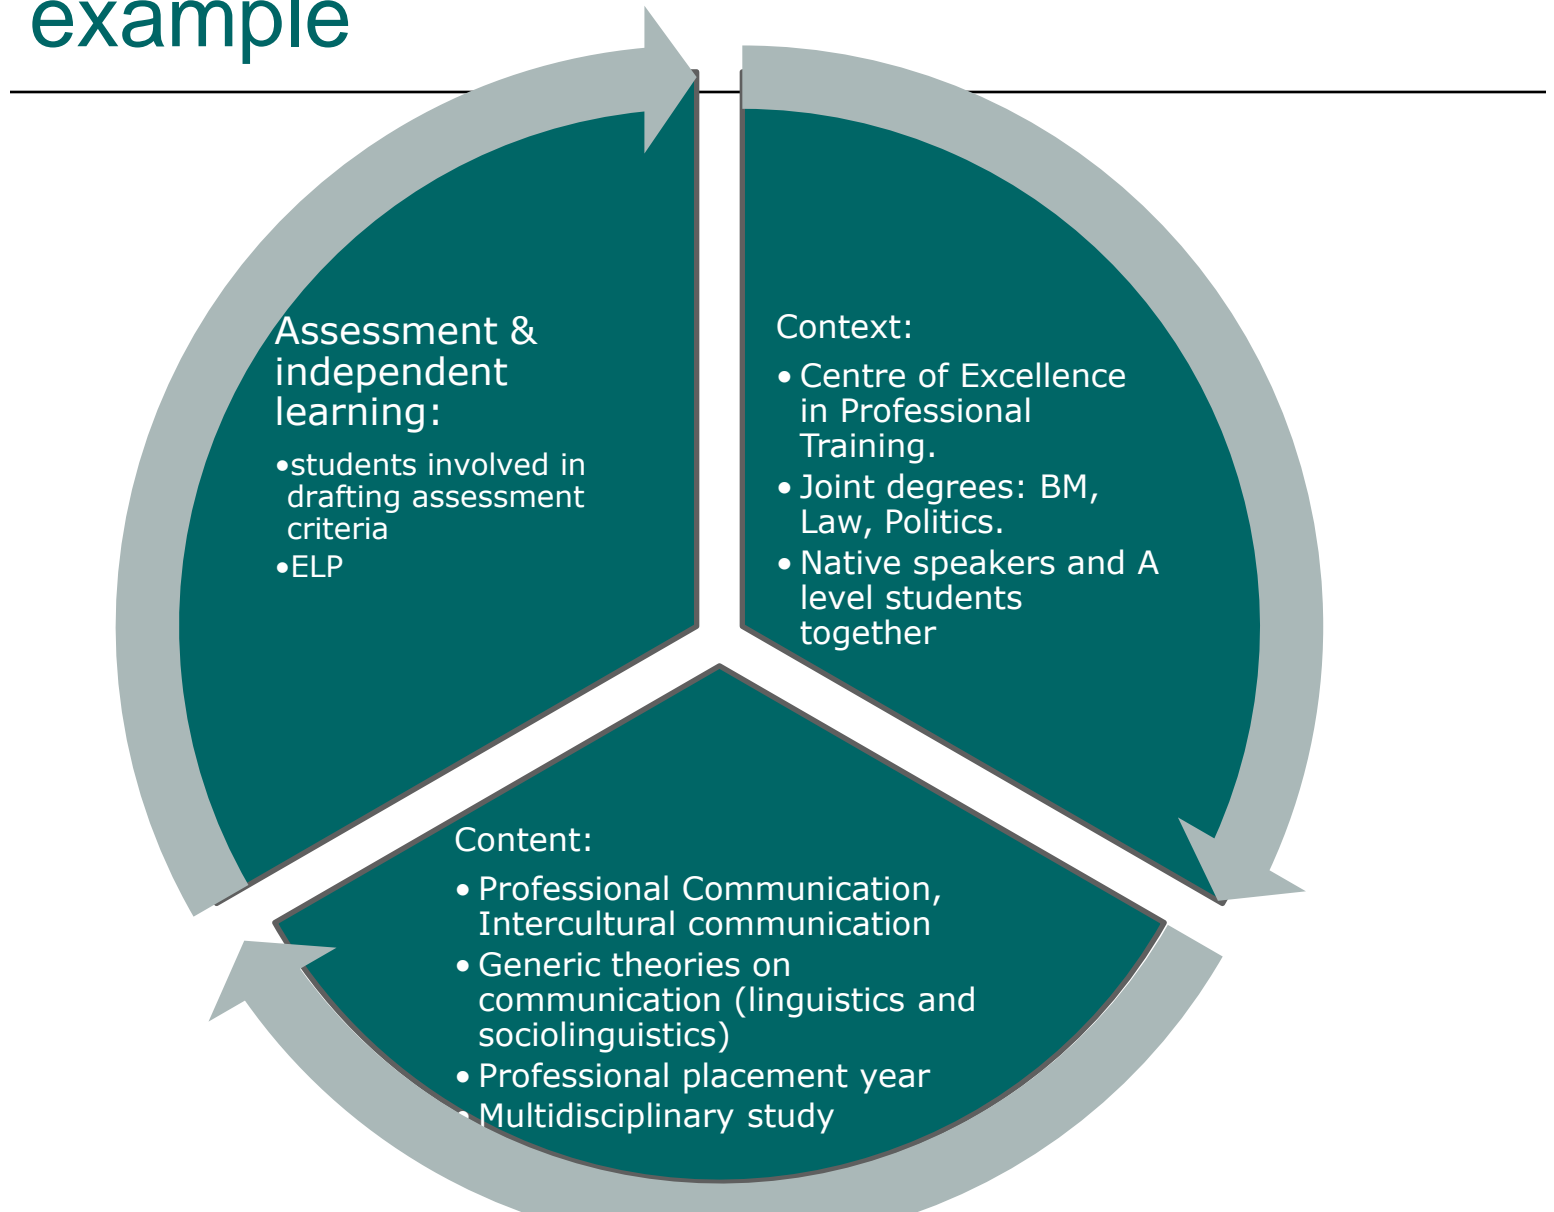 example
Assessment &
independent
learning:
•students involved in
drafting assessment
criteria
•ELP
Context:
• Centre of Excellence
in Professional
Training.
• Joint degrees: BM,
Law, Politics.
• Native speakers and A
level students
together
Content:
• Professional Communication,
Intercultural communication
• Generic theories on
communication (linguistics and
sociolinguistics)
• Professional placement year
• Multidisciplinary study